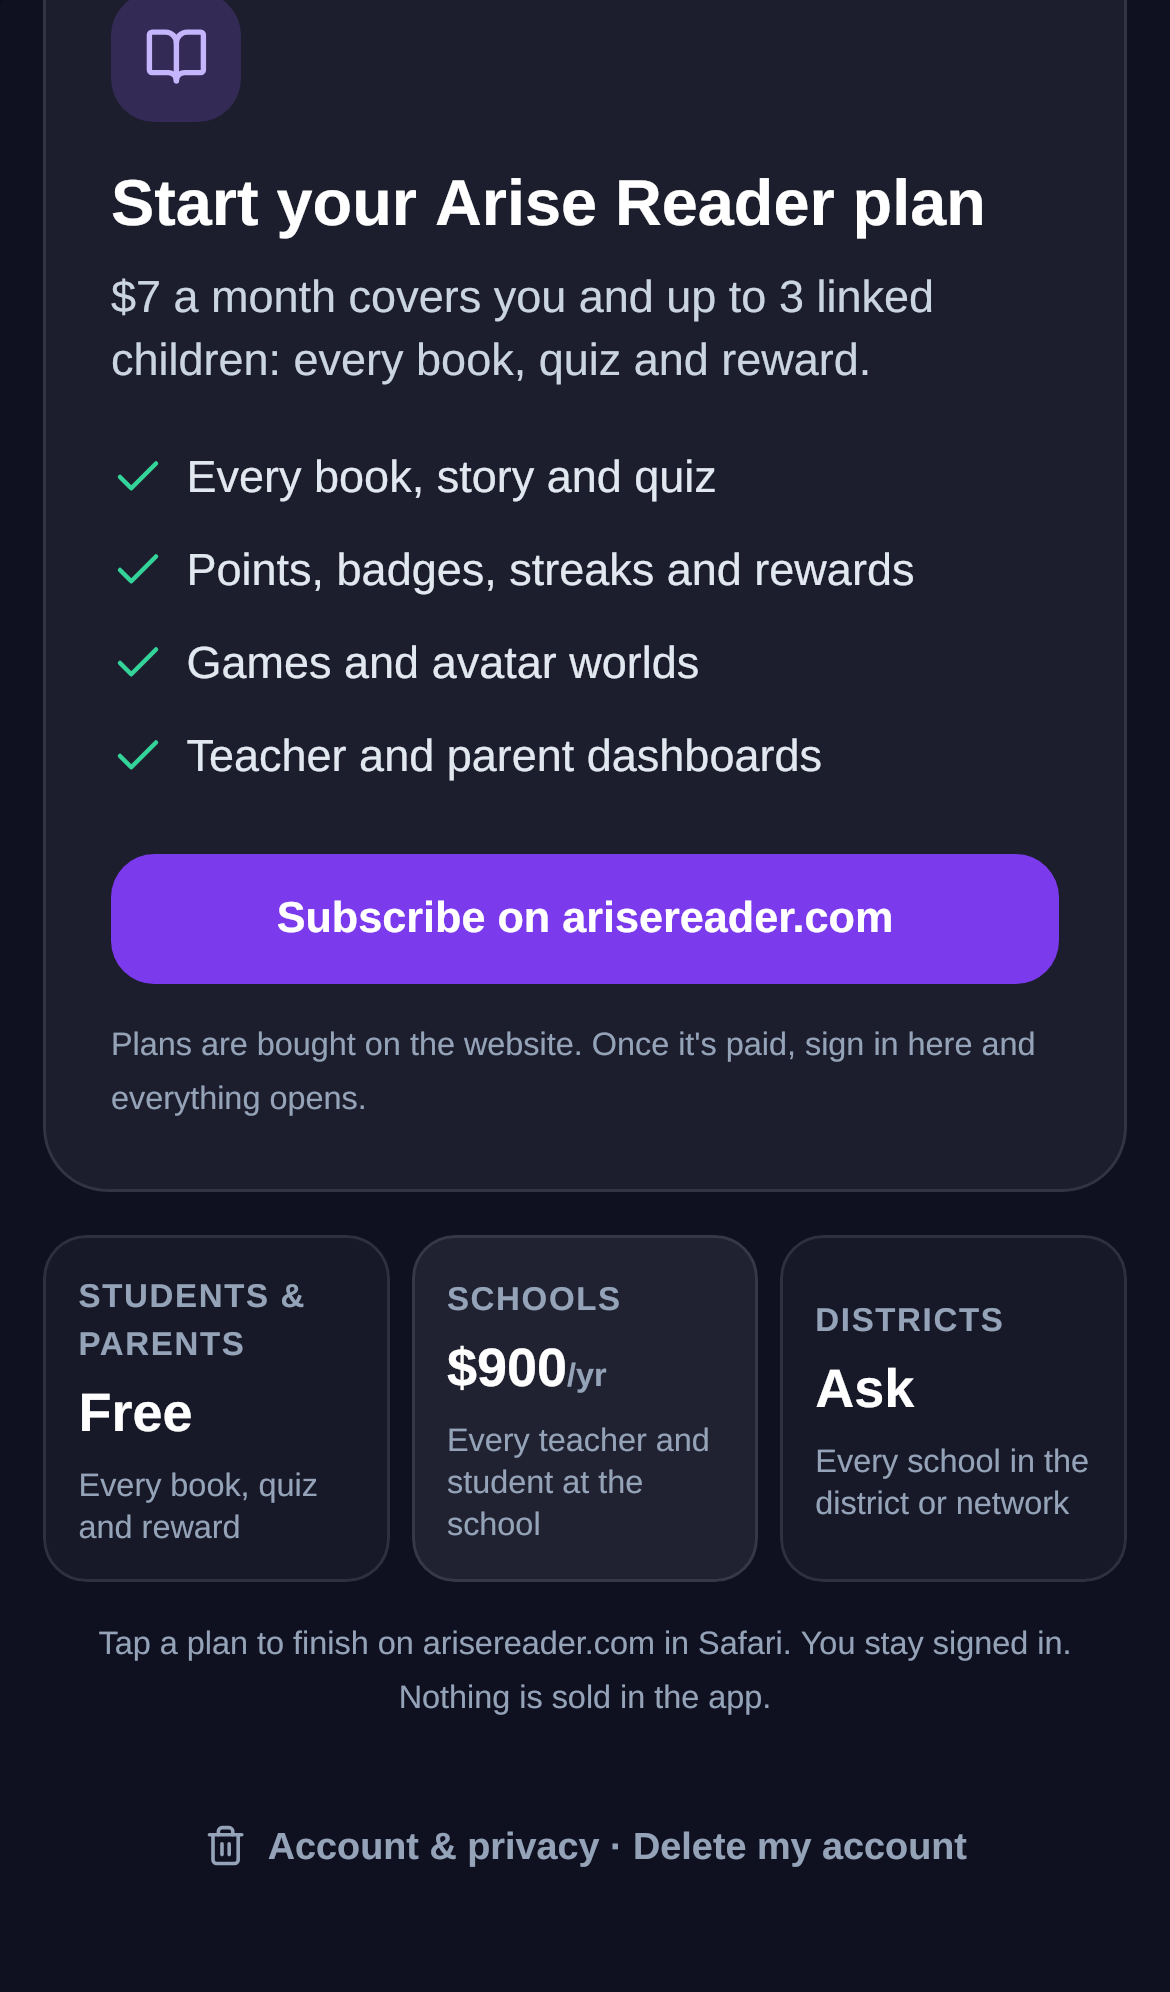 Start your Arise Reader plan
$7 a month covers you and up to 3 linked
children: every book, quiz and reward.
Every book, story and quiz
Points, badges, streaks and rewards
Games and avatar worlds
Teacher and parent dashboards
Subscribe on arisereader.com
Plans are bought on the website. Once it's paid, sign in here and
everything opens.
STUDENTS &
PARENTS
Free
Every book, quiz
and reward
SCHOOLS
$900/yr
Every teacher and
student at the
school
DISTRICTS
Ask
Every school in the
district or network
Tap a plan to finish on arisereader.com in Safari. You stay signed in.
Nothing is sold in the app.
Account & privacy · Delete my account